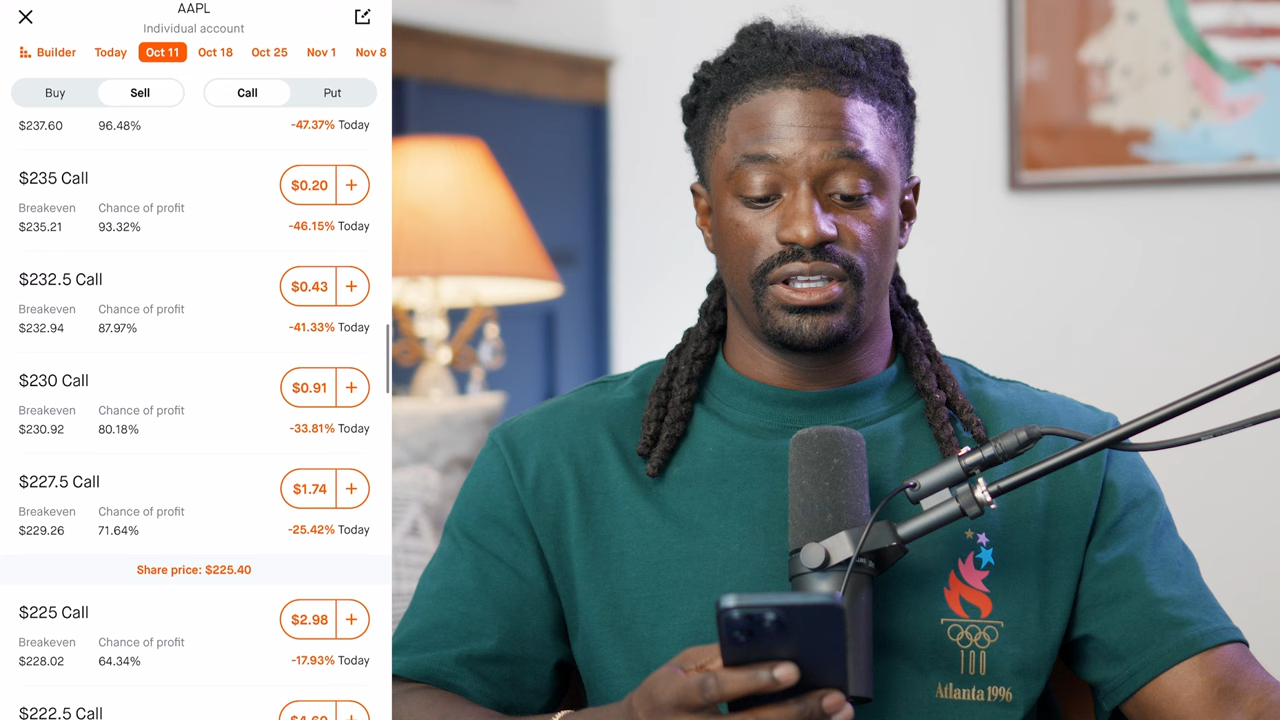 AAPL
Individual account
Builder Today Oct 11 Oct 18 Oct 25 Nov 1 Nov 8
Buy Sell Call Put
$237.60 96.48% -47.37% Today
$235 Call $0.20 +
Breakeven Chance of profit
$235.21 93.32% -46.15% Today
$232.5 Call $0.43 +
Breakeven Chance of profit
$232.94 87.97% -41.33% Today
$230 Call $0.91 +
Breakeven Chance of profit
$230.92 80.18% -33.81% Today
$227.5 Call $1.74 +
Breakeven Chance of profit
$229.26 71.64% -25.42% Today
Share price: $225.40
$225 Call $2.98 +
Breakeven Chance of profit
$228.02 64.34% -17.93% Today
$222.5 Call
100
Atlanta 1996